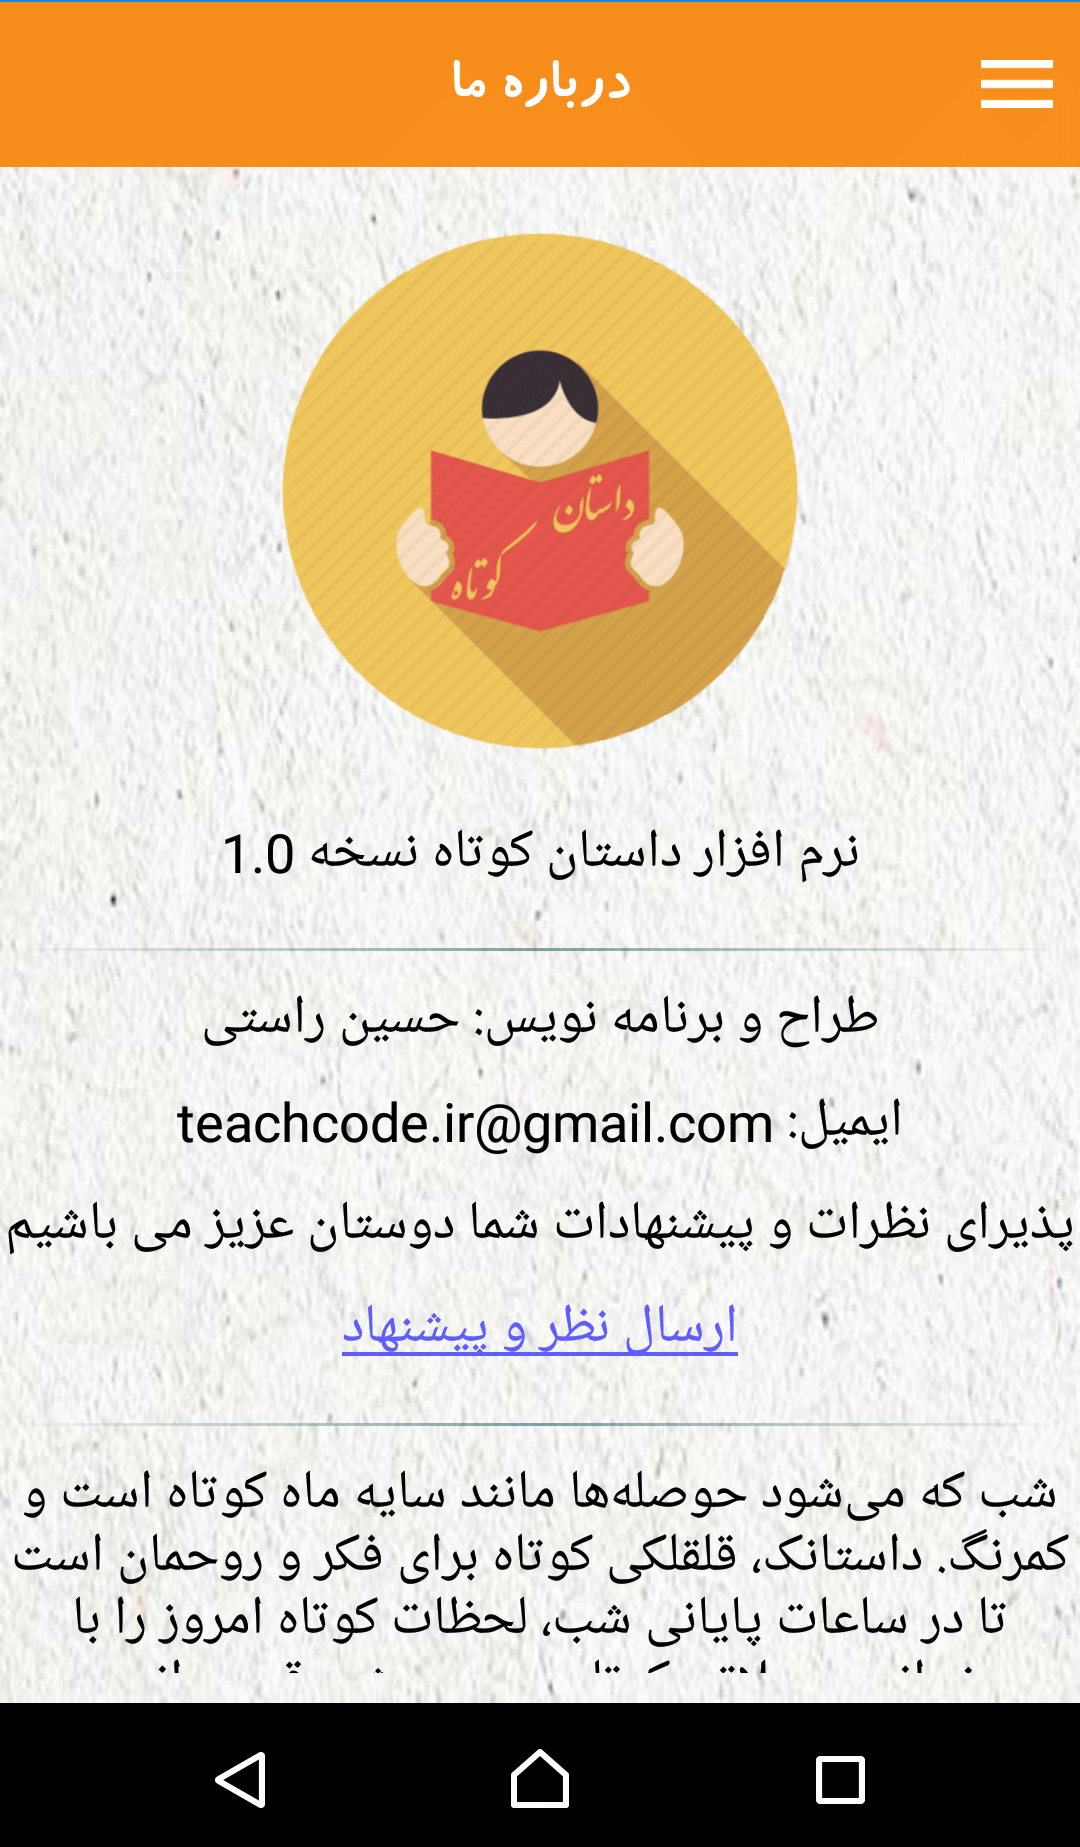 درباره ما
داستان
کوتاه
نرم افزار داستان کوتاه نسخه 1.0
طراح و برنامه نویس: حسین راستی
ایمیل: teachcode.ir@gmail.com
پذیرای نظرات و پیشنهادات شما دوستان عزیز می باشیم
ارسال نظر و پیشنهاد
شب که می‌شود حوصله‌ها مانند سایه ماه کوتاه است و
کمرنگ. داستانک، قلقلکی کوتاه برای فکر و روحمان است
تا در ساعات پایانی شب، لحظات کوتاه امروز را با